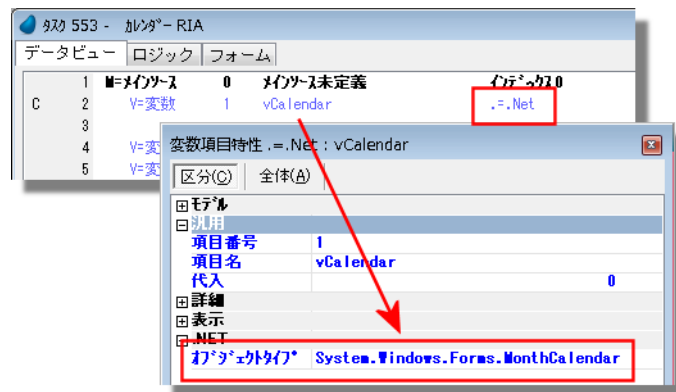 ﾀｽｸ 553 - ｶﾚﾝﾀﾞｰ RIA
データビュー ロジック フォーム
1 M=ﾒｲﾝｿｰｽ 0 ﾒｲﾝｿｰｽ未定義 ｲﾝﾃﾞｯｸｽ 0
C 2 V=変数 1 vCalendar .=.Net
3
4 V=変
5 V=変
変数項目特性 .=.Net : vCalendar
区分(C) 全体(A)
ﾓﾃﾞﾙ
汎用
項目番号 1
項目名 vCalendar
代入 0
詳細
表示
.NET
ｵﾌﾞｼﾞｪｸﾄﾀｲﾌﾟ System.Windows.Forms.MonthCalendar